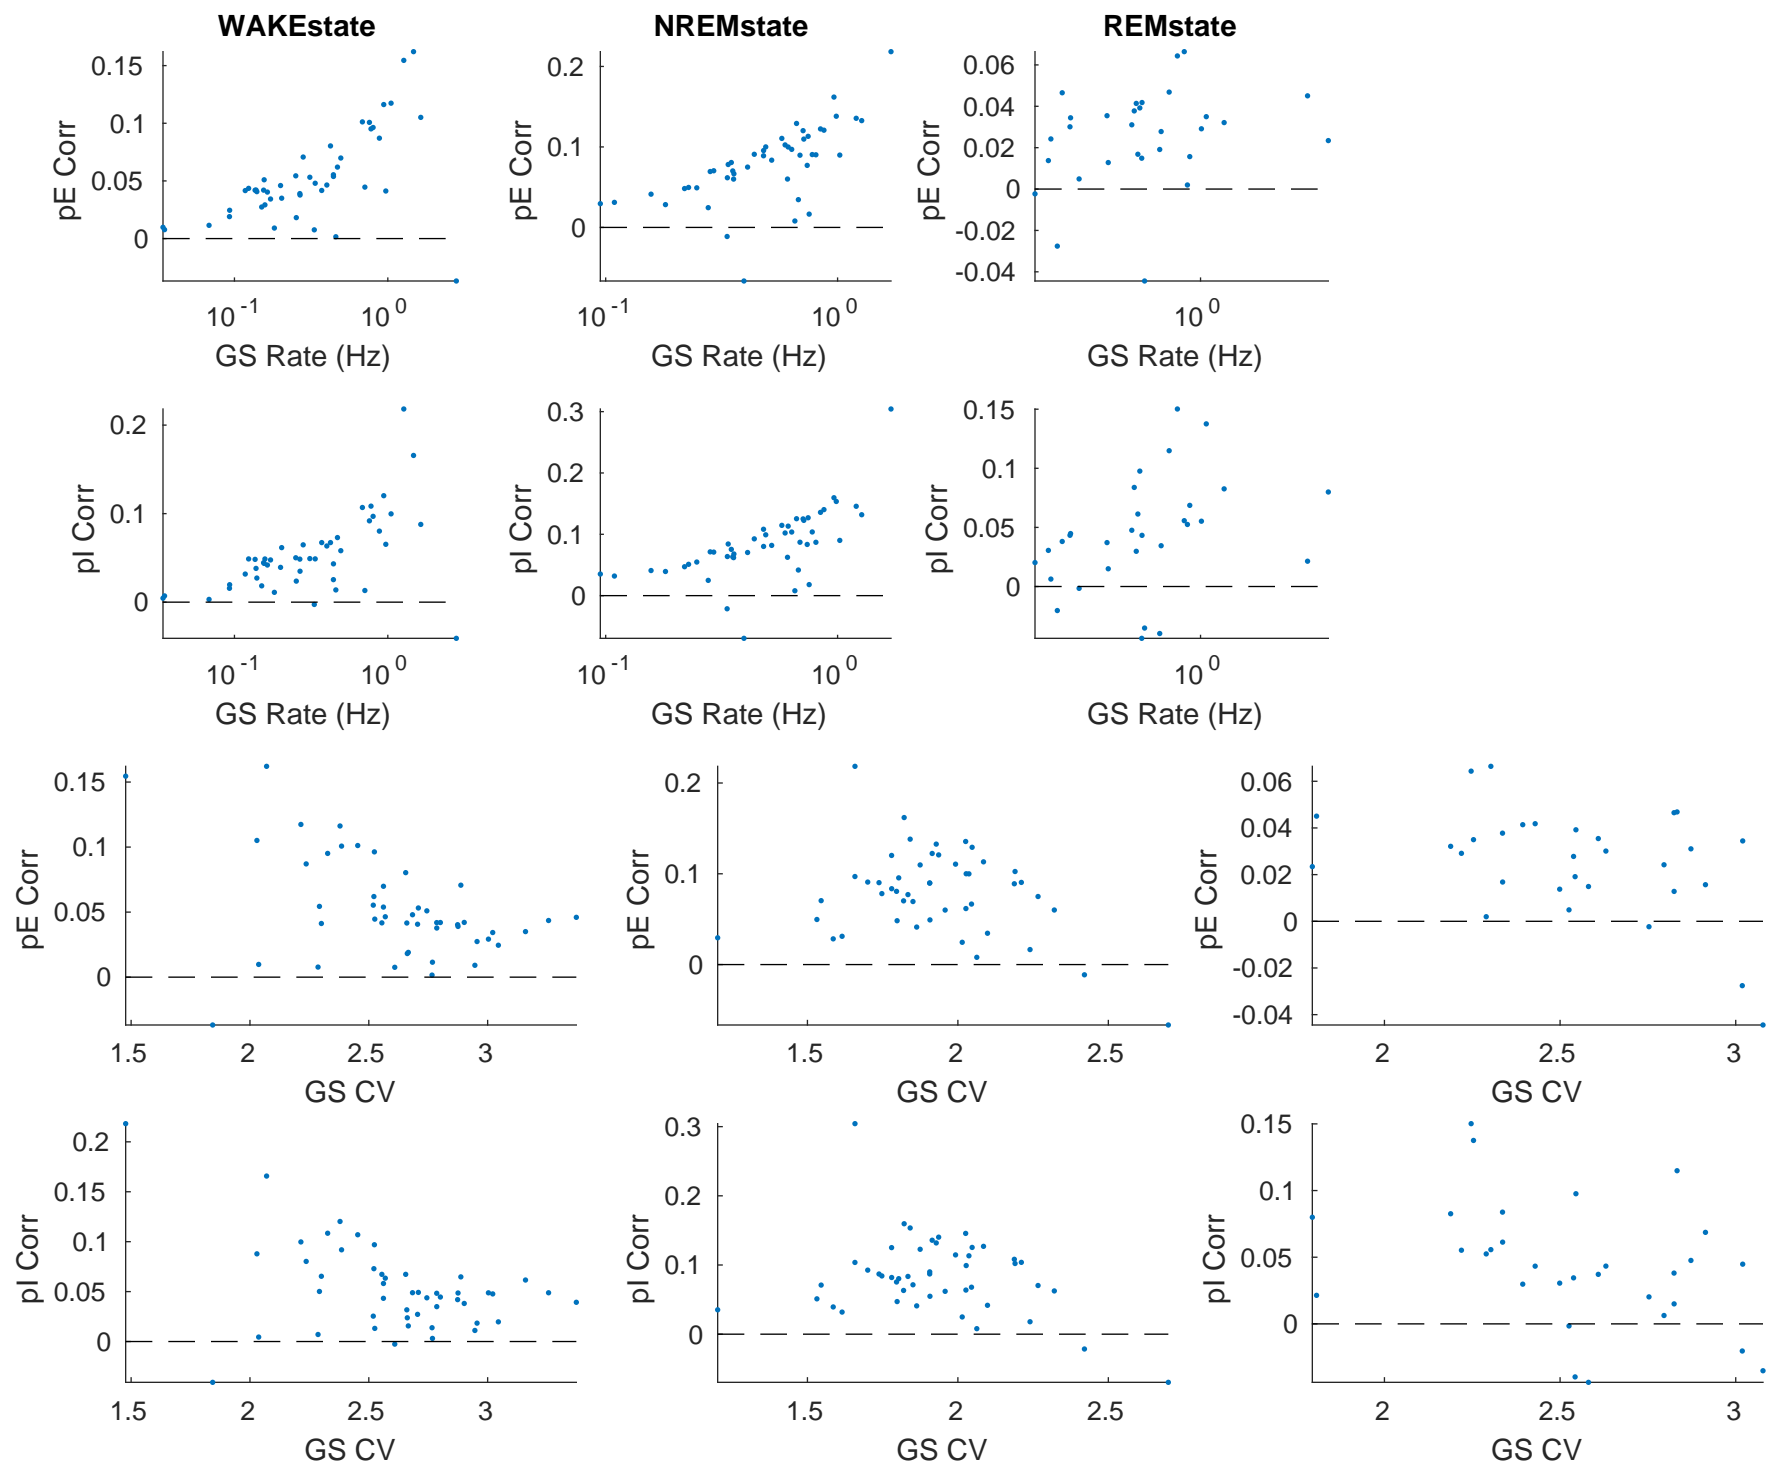 WAKEstate NREMstate REMstate
0.15 0.2 0.06
0.1 0.1 0.04
0.05 0 0.02
0 0
-0.02
-0.04
pE Corr pE Corr pE Corr
10^-1 10^0 10^-1 10^0 10^0
GS Rate (Hz) GS Rate (Hz) GS Rate (Hz)
0.2 0.3 0.15
0.1 0.2 0.1
0 0.1 0.05
0 0
pI Corr pI Corr pI Corr
10^-1 10^0 10^-1 10^0 10^0
GS Rate (Hz) GS Rate (Hz) GS Rate (Hz)
0.15 0.2 0.06
0.1 0.1 0.04
0.05 0 0.02
0 0
-0.02
-0.04
pE Corr pE Corr pE Corr
1.5 2 2.5 3 1.5 2 2.5 2 2.5 3
GS CV GS CV GS CV
0.2 0.3 0.15
0.15 0.2 0.1
0.1 0.1 0.05
0.05 0 0
0
pI Corr pI Corr pI Corr
1.5 2 2.5 3 1.5 2 2.5 2 2.5 3
GS CV GS CV GS CV